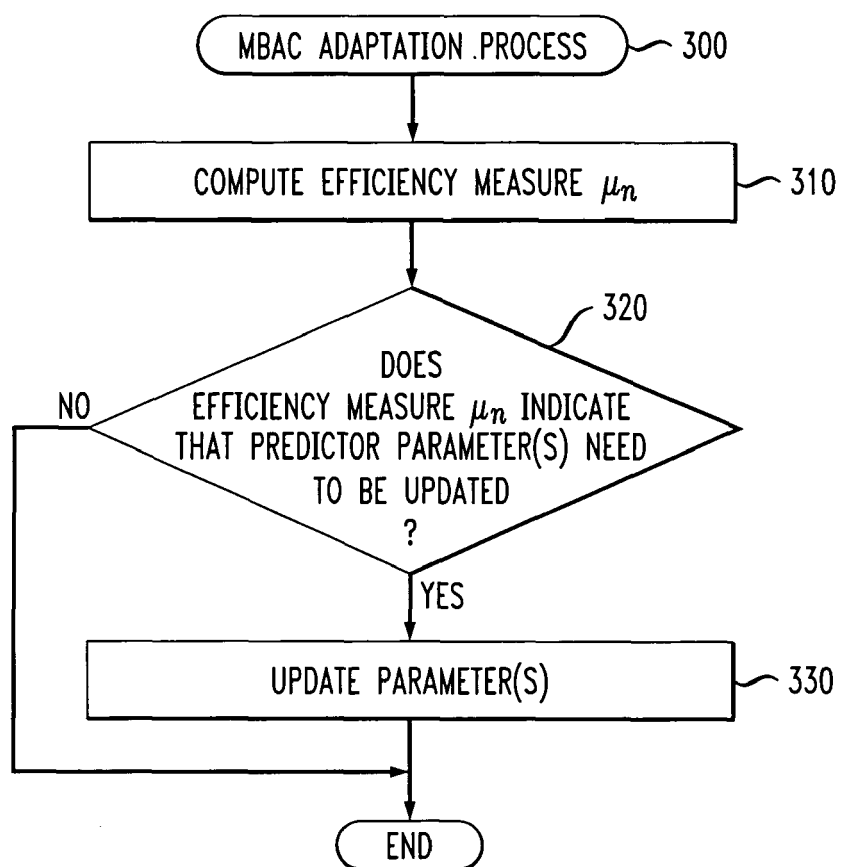 MBAC ADAPTATION .PROCESS
300
COMPUTE EFFICIENCY MEASURE μn
310
320
DOES
EFFICIENCY MEASURE μn INDICATE
THAT PREDICTOR PARAMETER(S) NEED
TO BE UPDATED
?
NO
YES
UPDATE PARAMETER(S)
330
END